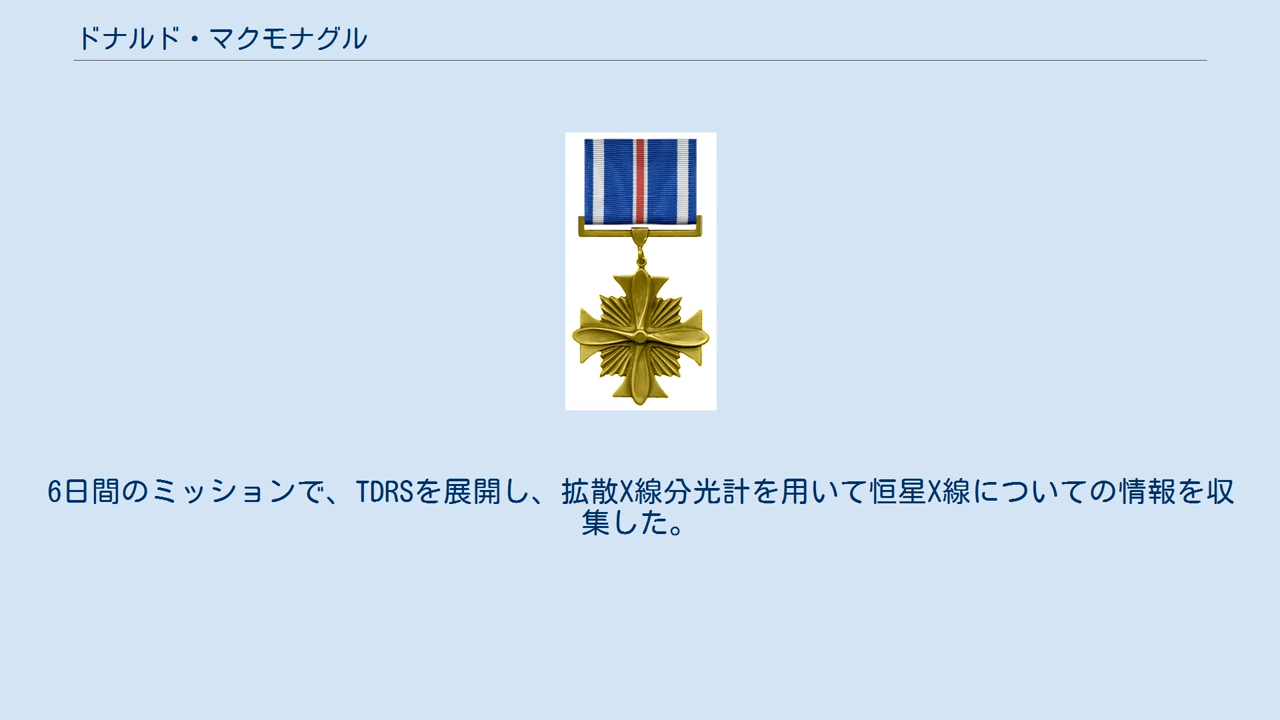 ドナルド・マクモナグル
6日間のミッションで、TDRSを展開し、拡散X線分光計を用いて恒星X線についての情報を収
集した。